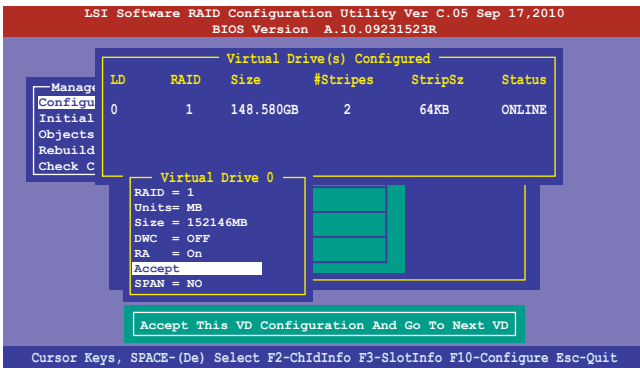 LSI Software RAID Configuration Utility Ver C.05 Sep 17,2010
BIOS Version A.10.09231523R
Virtual Drive(s) Configured
LD RAID Size #Stripes StripSz Status
0 1 148.580GB 2 64KB ONLINE
Manage
Configu
Initial
Objects
Rebuild
Check C
Virtual Drive 0
RAID = 1
Units= MB
Size = 152146MB
DWC = OFF
RA = On
Accept
SPAN = NO
Accept This VD Configuration And Go To Next VD
Cursor Keys, SPACE-(De) Select F2-ChIdInfo F3-SlotInfo F10-Configure Esc-Quit